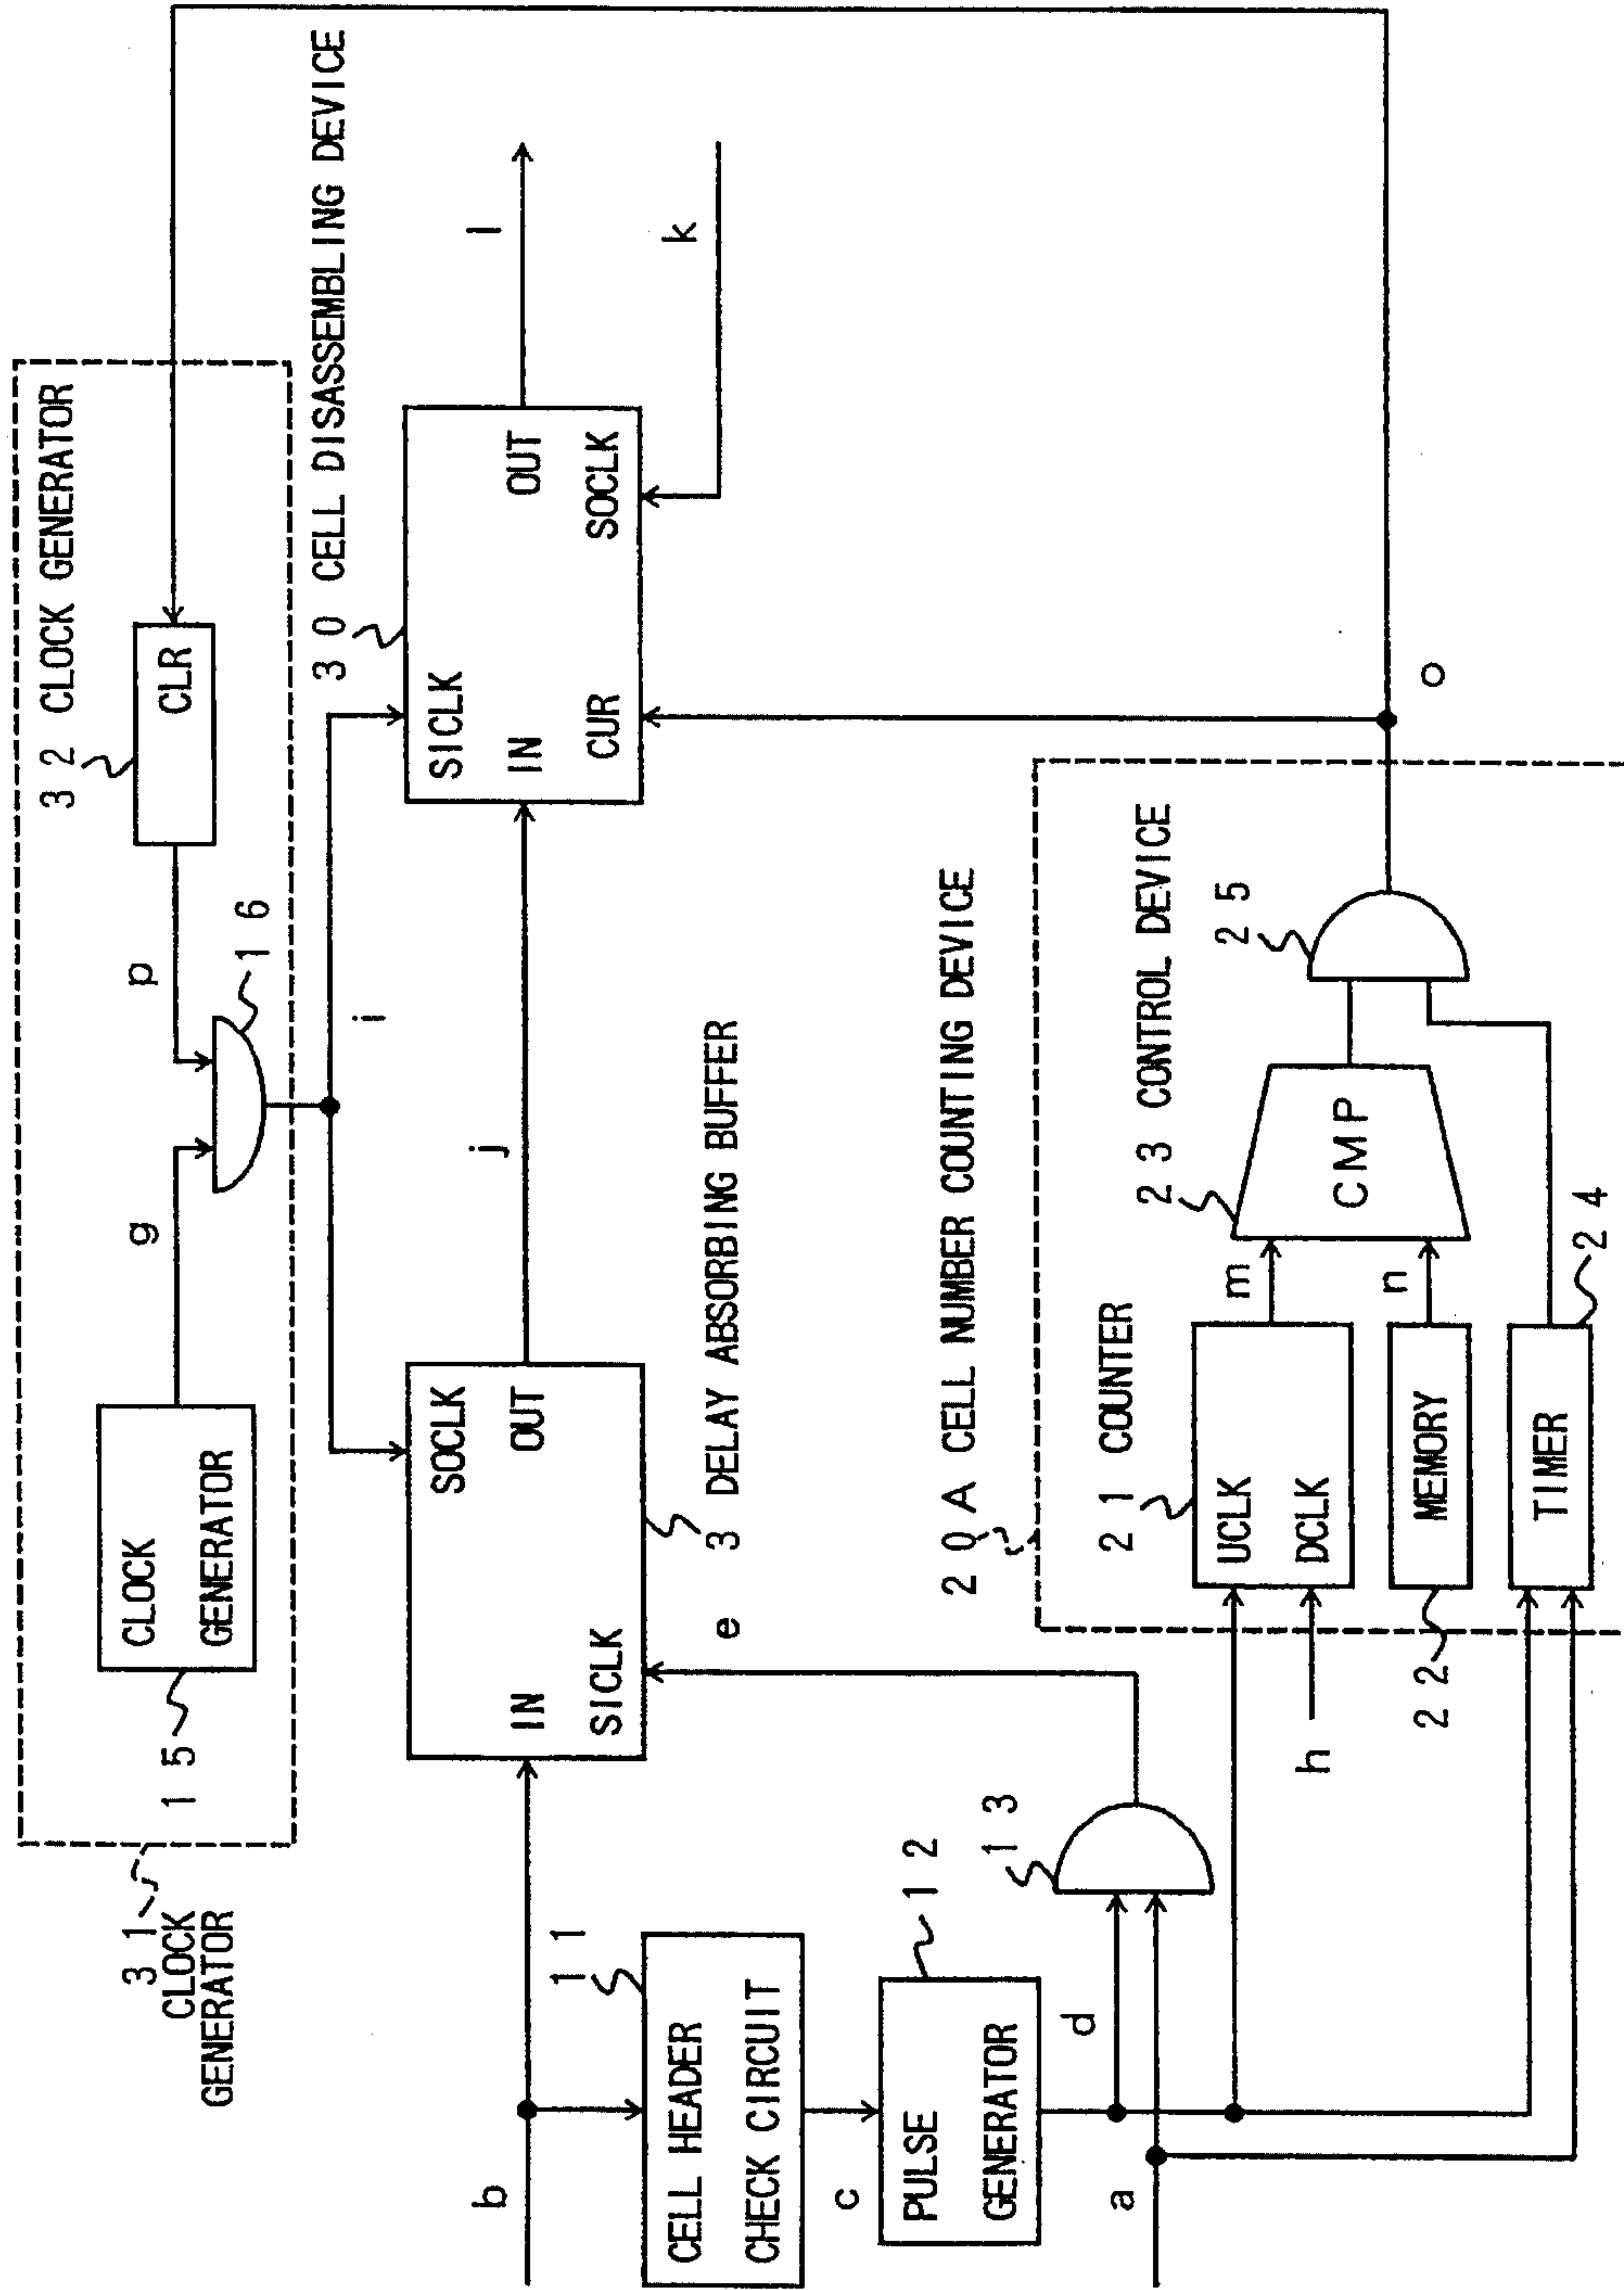 3 1
CLOCK
GENERATOR
1 5
CLOCK
GENERATOR
g
p
1 6
3 2 CLOCK GENERATOR
CLR
i
3 0 CELL DISASSEMBLING DEVICE
b
IN
SICLK
SOCLK
OUT
j
SICLK
IN
CUR
OUT
SOCLK
l
k
1 1
CELL HEADER
CHECK CIRCUIT
e
3 DELAY ABSORBING BUFFER
c
PULSE
GENERATOR
1 2
d
1 3
a
2 0 A CELL NUMBER COUNTING DEVICE
2 1 COUNTER
UCLK
DCLK
h
m
2 3 CONTROL DEVICE
CMP
2 5
o
2 2
MEMORY
n
TIMER
2 4